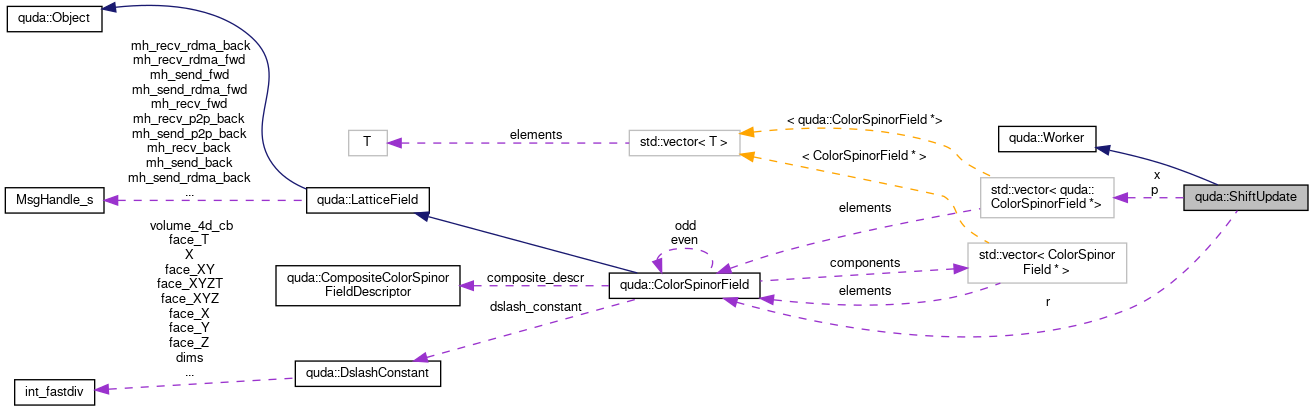 quda::Object
mh_recv_rdma_back
mh_recv_rdma_fwd
mh_send_fwd
mh_send_rdma_fwd
mh_recv_fwd
mh_recv_p2p_back
mh_send_p2p_back
mh_recv_back
mh_send_back
mh_send_rdma_back
...
MsgHandle_s
quda::LatticeField
T
elements
std::vector< T >
< quda::ColorSpinorField *>
< ColorSpinorField * >
quda::Worker
x
p
quda::ShiftUpdate
std::vector< quda::
ColorSpinorField *>
elements
std::vector< ColorSpinor
Field * >
components
elements
r
odd
even
quda::ColorSpinorField
composite_descr
quda::CompositeColorSpinor
FieldDescriptor
dslash_constant
quda::DslashConstant
volume_4d_cb
face_T
X
face_XY
face_XYZT
face_XYZ
face_X
face_Y
face_Z
dims
...
int_fastdiv